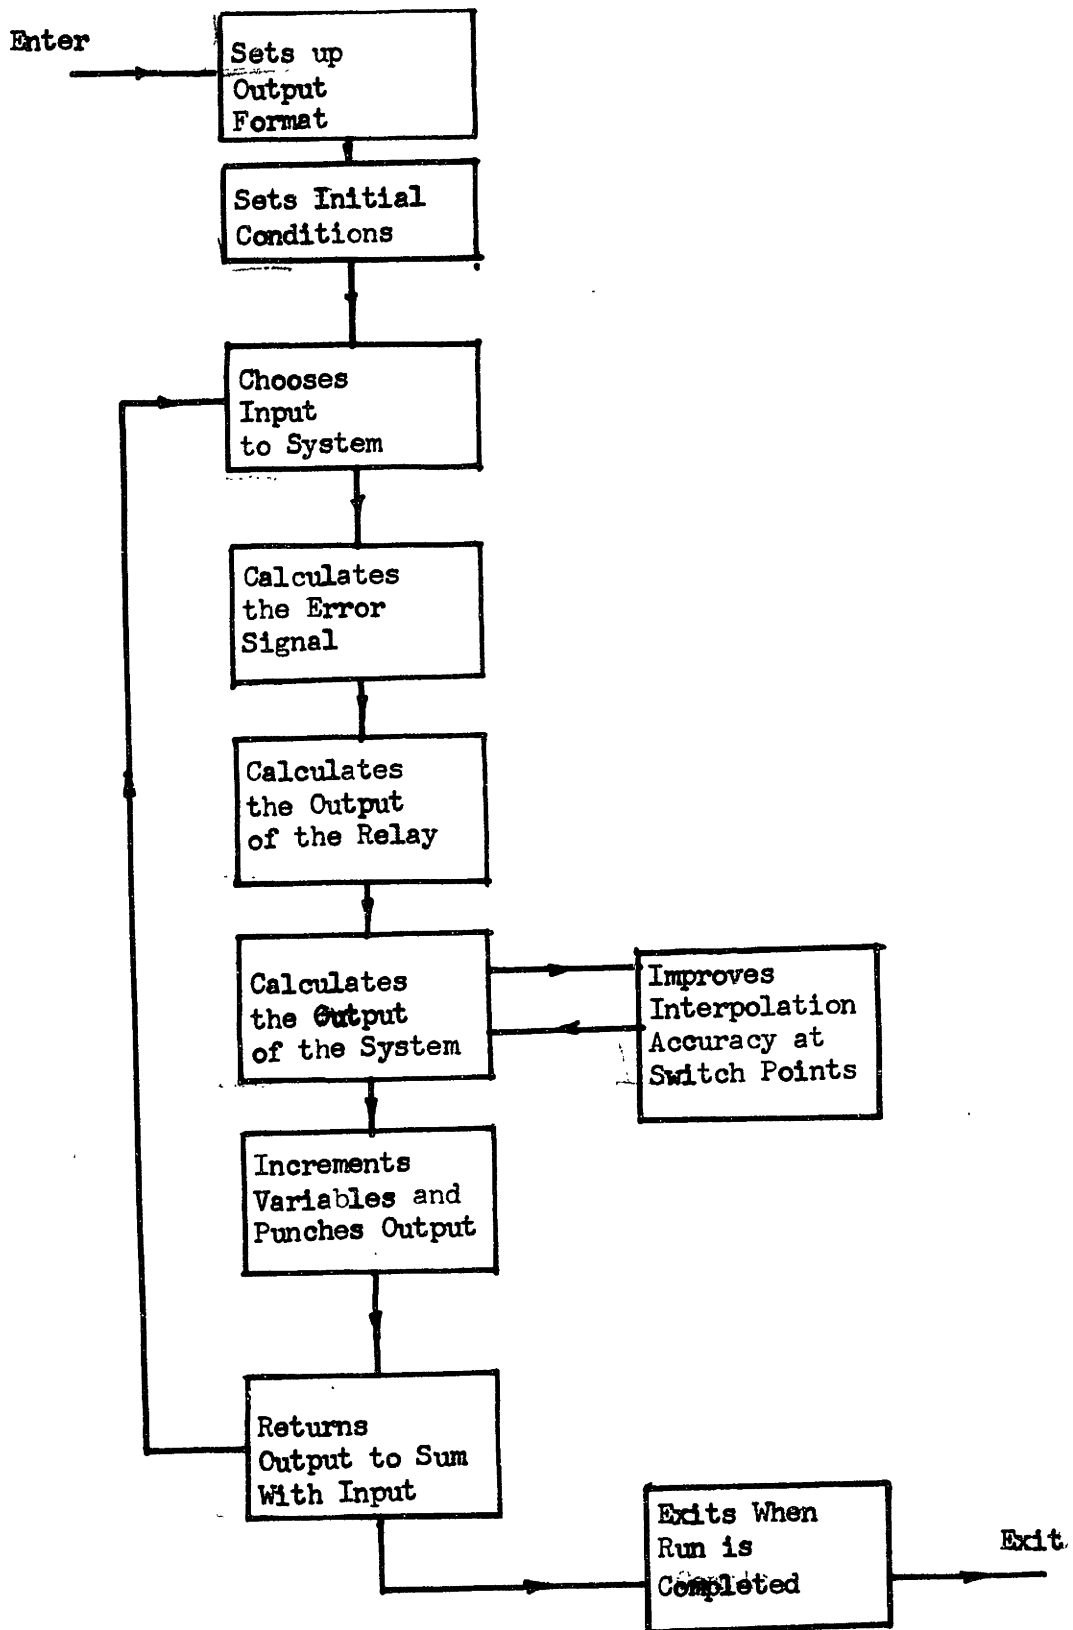 Enter
Sets up
Output
Format
Sets Initial
Conditions
Chooses
Input
to System
Calculates
the Error
Signal
Calculates
the Output
of the Relay
Calculates
the Output
of the System
Improves
Interpolation
Accuracy at
Switch Points
Increments
Variables and
Punches Output
Returns
Output to Sum
With Input
Exits When
Run is
Completed
Exit